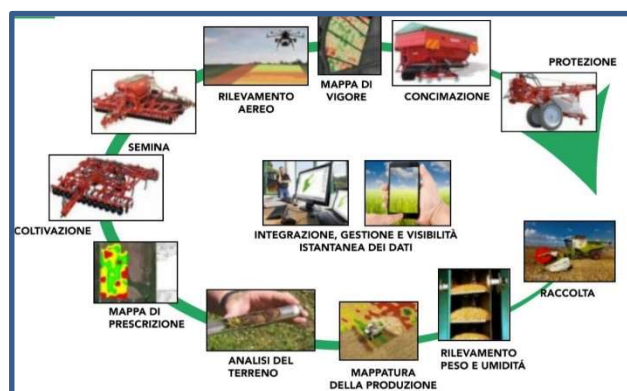 PROTEZIONE
RILEVAMENTO
AEREO
MAPPA DI
VIGORE
CONCIMAZIONE
SEMINA
COLTIVAZIONE
INTEGRAZIONE, GESTIONE E VISIBILITÀ
ISTANTANEA DEI DATI
MAPPA DI
PRESCRIZIONE
ANALISI DEL
TERRENO
MAPPATURA
DELLA PRODUZIONE
RILEVAMENTO
PESO E UMIDITÁ
RACCOLTA